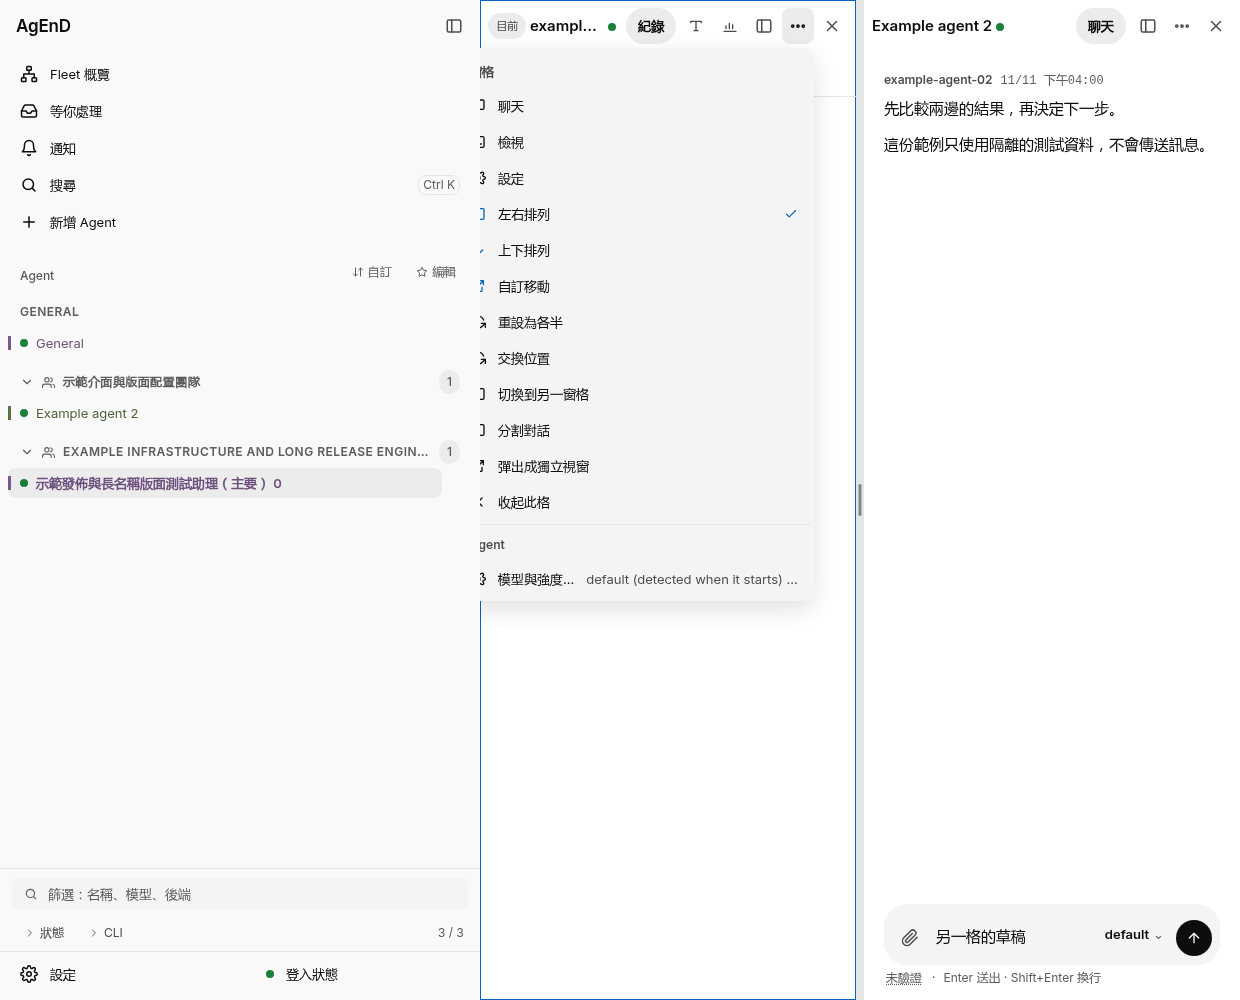 AgEnD
Fleet 概覽
等你處理
通知
搜尋 Ctrl K
新增 Agent
Agent 自訂 編輯
GENERAL
General
示範介面與版面配置團隊 1
Example agent 2
EXAMPLE INFRASTRUCTURE AND LONG RELEASE ENGIN... 1
示範發佈與長名稱版面測試助理（主要）0
篩選：名稱、模型、後端
狀態 CLI 3 / 3
設定 登入狀態
目前 exampl... 紀錄
格
聊天
檢視
設定
左右排列
上下排列
自訂移動
重設為各半
交換位置
切換到另一窗格
分割對話
彈出成獨立視窗
收起此格
gent
模型與強度... default (detected when it starts) ...
Example agent 2 聊天
example-agent-02 11/11 下午04:00
先比較兩邊的結果，再決定下一步。
這份範例只使用隔離的測試資料，不會傳送訊息。
另一格的草稿 default
未驗證 · Enter 送出 · Shift+Enter 換行